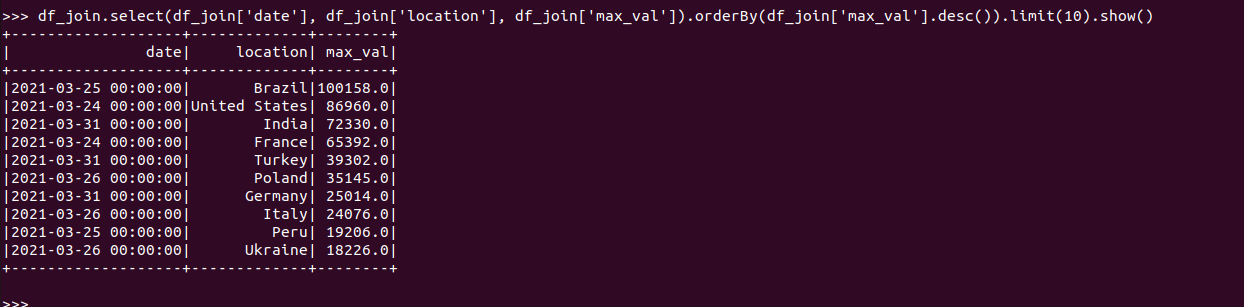 >>> df_join.select(df_join['date'], df_join['location'], df_join['max_val']).orderBy(df_join['max_val'].desc()).limit(10).show()
+-------------------+-------------+--------+
|               date|     location| max_val|
+-------------------+-------------+--------+
|2021-03-25 00:00:00|       Brazil|100158.0|
|2021-03-24 00:00:00|United States| 86960.0|
|2021-03-31 00:00:00|        India| 72330.0|
|2021-03-24 00:00:00|       France| 65392.0|
|2021-03-31 00:00:00|       Turkey| 39302.0|
|2021-03-26 00:00:00|       Poland| 35145.0|
|2021-03-31 00:00:00|      Germany| 25014.0|
|2021-03-26 00:00:00|        Italy| 24076.0|
|2021-03-25 00:00:00|         Peru| 19206.0|
|2021-03-26 00:00:00|      Ukraine| 18226.0|
+-------------------+-------------+--------+
>>>